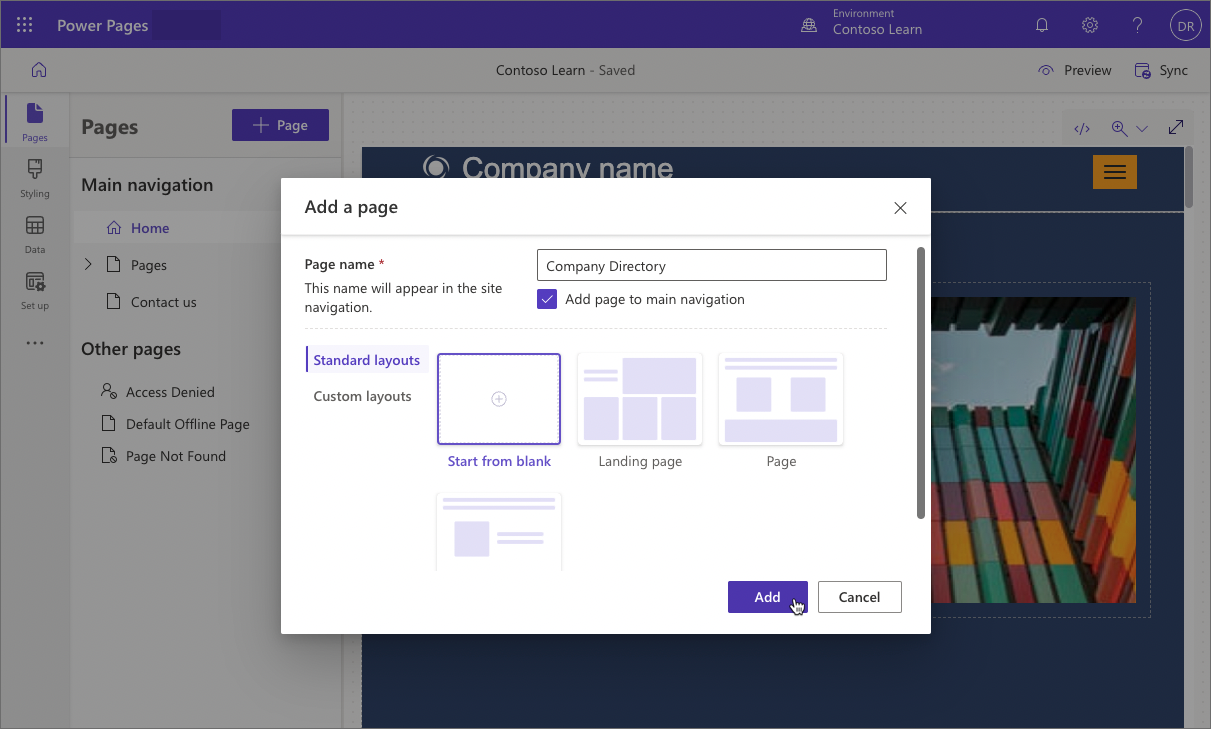 Power Pages
Environment
Contoso Learn
DR
Contoso Learn - Saved
Preview
Sync
Pages
Styling
Data
Set up
Pages
Page
Main navigation
Home
Pages
Contact us
Other pages
Access Denied
Default Offline Page
Page Not Found
Company name
Add a page
Page name *
This name will appear in the site
navigation.
Company Directory
Add page to main navigation
Standard layouts
Custom layouts
Start from blank
Landing page
Page
Add
Cancel